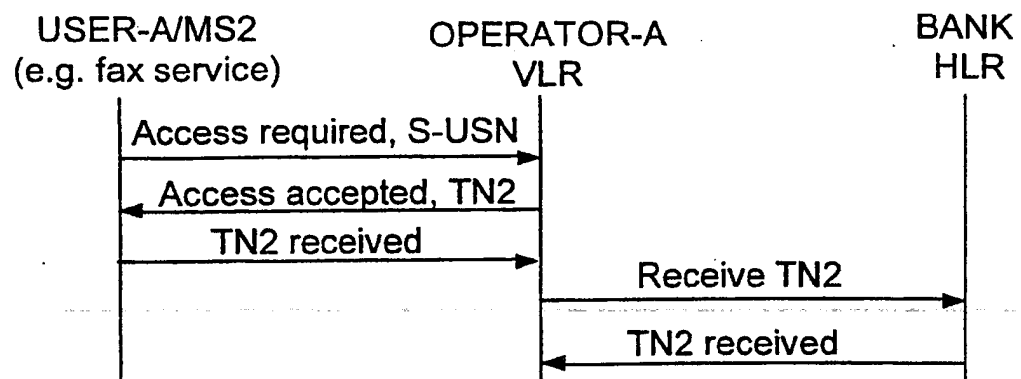 USER-A/MS2
(e.g. fax service)
OPERATOR-A
VLR
BANK
HLR
Access required, S-USN
Access accepted, TN2
TN2 received
Receive TN2
TN2 received